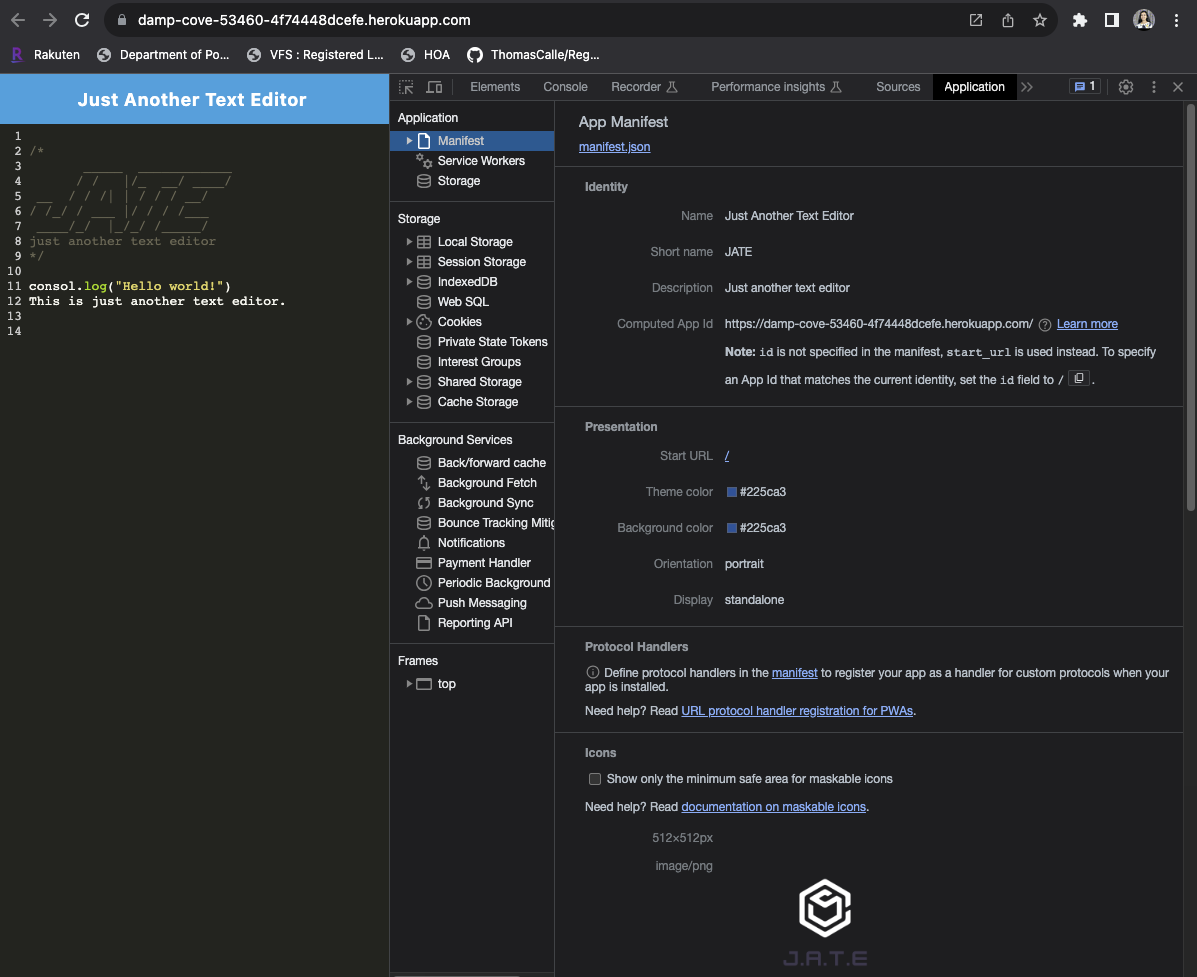 damp-cove-53460-4f74448dcefe.herokuapp.com
Rakuten Department of Po... VFS : Registered L... HOA ThomasCalle/Reg...
Just Another Text Editor
1
2 /*
3
4
5
6
7
8 just another text editor
9 */
10
11 consol.log("Hello world!")
12 This is just another text editor.
13
14
Elements Console Recorder Performance insights Sources Application 1
Application
Manifest
Service Workers
Storage
Storage
Local Storage
Session Storage
IndexedDB
Web SQL
Cookies
Private State Tokens
Interest Groups
Shared Storage
Cache Storage
Background Services
Back/forward cache
Background Fetch
Background Sync
Bounce Tracking Mitig
Notifications
Payment Handler
Periodic Background
Push Messaging
Reporting API
Frames
top
App Manifest
manifest.json
Identity
Name Just Another Text Editor
Short name JATE
Description Just another text editor
Computed App Id https://damp-cove-53460-4f74448dcefe.herokuapp.com/ Learn more
Note: id is not specified in the manifest, start_url is used instead. To specify
an App Id that matches the current identity, set the id field to / .
Presentation
Start URL /
Theme color #225ca3
Background color #225ca3
Orientation portrait
Display standalone
Protocol Handlers
Define protocol handlers in the manifest to register your app as a handler for custom protocols when your
app is installed.
Need help? Read URL protocol handler registration for PWAs.
Icons
Show only the minimum safe area for maskable icons
Need help? Read documentation on maskable icons.
512×512px
image/png
J.A.T.E